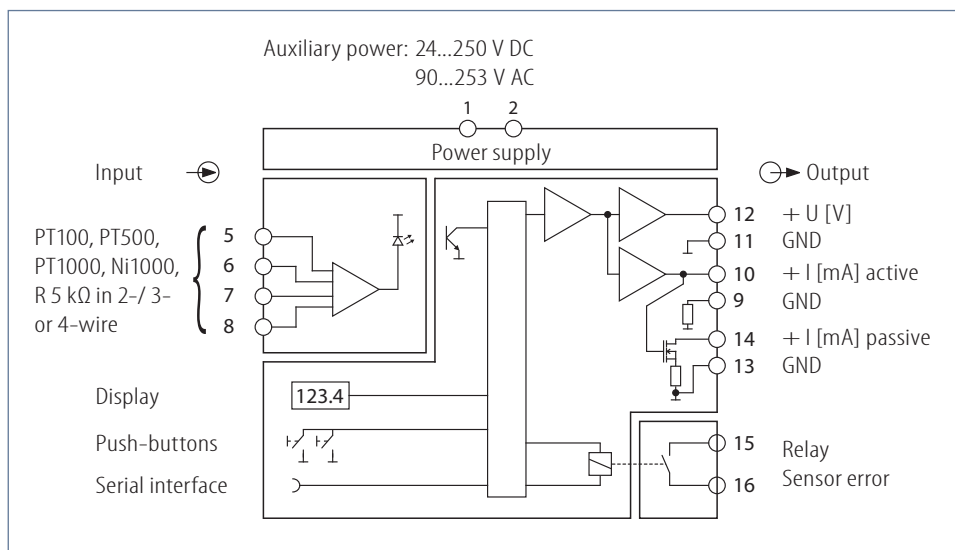 Auxiliary power: 24...250 V DC
90...253 V AC
1 2
Power supply
Input
Output
PT100, PT500,
PT1000, Ni1000,
R 5 kΩ in 2-/ 3-
or 4-wire
5
6
7
8
12 + U [V]
11 GND
10 + I [mA] active
9 GND
14 + I [mA] passive
13 GND
Display
123.4
Push-buttons
Serial interface
15
16
Relay
Sensor error